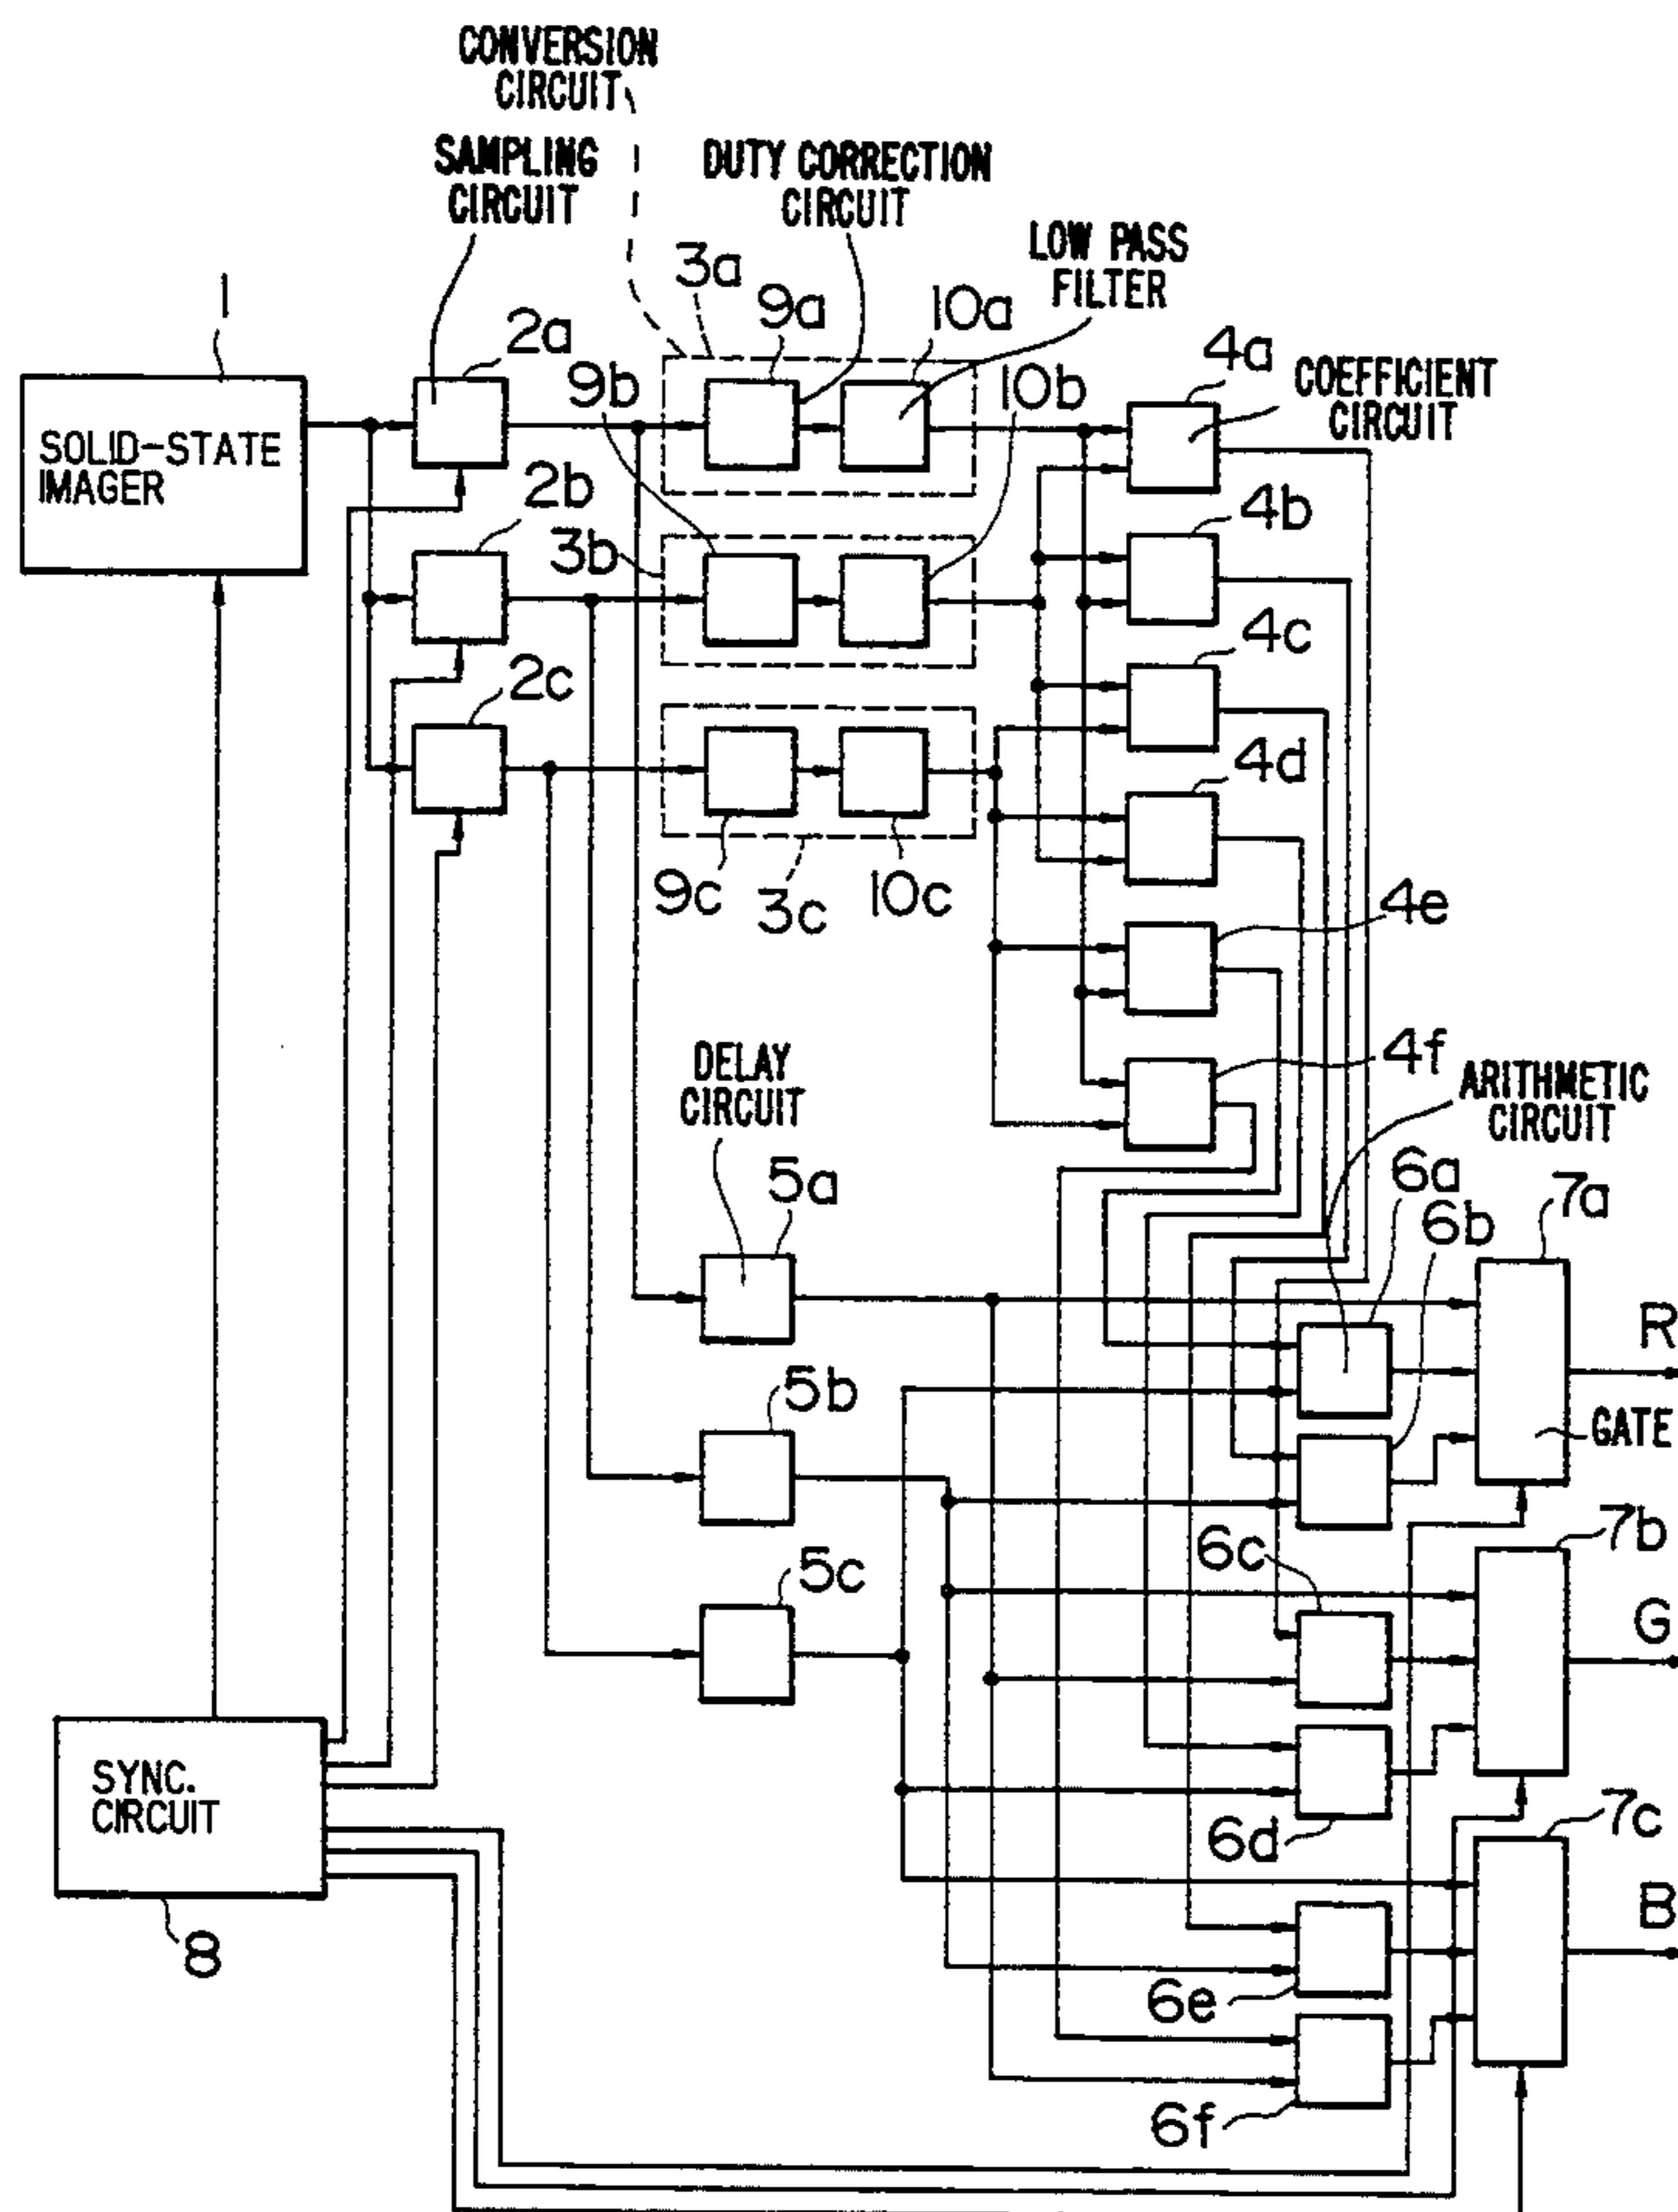 CONVERSION
CIRCUIT
SAMPLING
CIRCUIT
DUTY CORRECTION
CIRCUIT
LOW PASS
FILTER
1
2a
3a
9a
10a
4a
COEFFICIENT
CIRCUIT
9b
10b
SOLID-STATE
IMAGER
2b
3b
4b
2c
4c
4d
9c
3c
10c
4e
DELAY
CIRCUIT
4f
ARITHMETIC
CIRCUIT
5a
6a
7a
6b
R
5b
GATE
6c
7b
5c
G
SYNC.
CIRCUIT
6d
7c
8
B
6e
6f